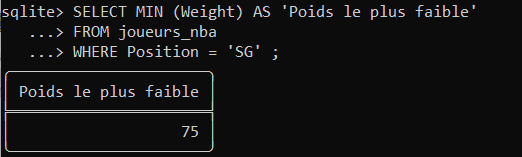 sqlite> SELECT MIN (Weight) AS 'Poids le plus faible'
...> FROM joueurs_nba
...> WHERE Position = 'SG' ;
Poids le plus faible
75